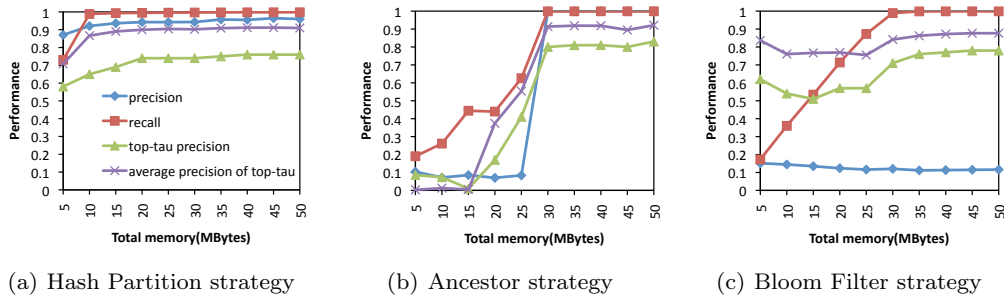 1
0.9
0.8
0.7
0.6
0.5
0.4
0.3
0.2
0.1
0
Performance
precision
recall
top-tau precision
average precision of top-tau
5 10 15 20 25 30 35 40 45 50
Total memory(MBytes)
(a) Hash Partition strategy
1
0.9
0.8
0.7
0.6
0.5
0.4
0.3
0.2
0.1
0
Performance
5 10 15 20 25 30 35 40 45 50
Total memory(MBytes)
(b) Ancestor strategy
1
0.9
0.8
0.7
0.6
0.5
0.4
0.3
0.2
0.1
0
Performance
5 10 15 20 25 30 35 40 45 50
Total memory(MBytes)
(c) Bloom Filter strategy